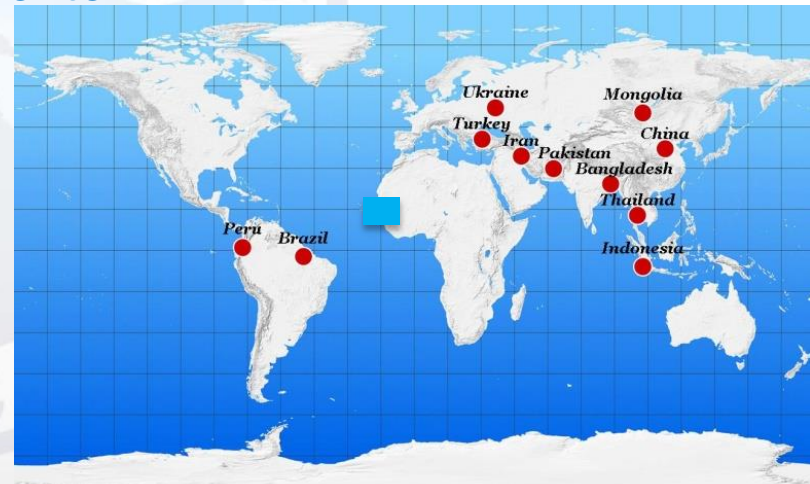 Ukraine
Mongolia
Turkey
China
Iran
Pakistan
Bangladesh
Thailand
Peru
Brazil
Indonesia